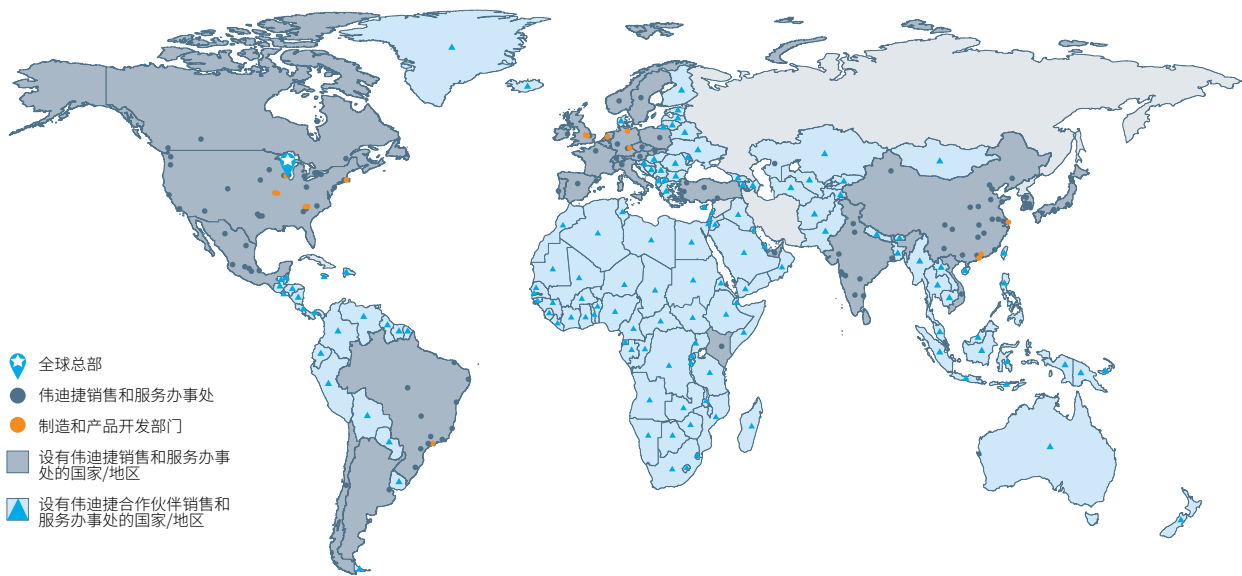 全球总部
伟迪捷销售和服务办事处
制造和产品开发部门
设有伟迪捷销售和服务办事
处的国家/地区
设有伟迪捷合作伙伴销售和
服务办事处的国家/地区